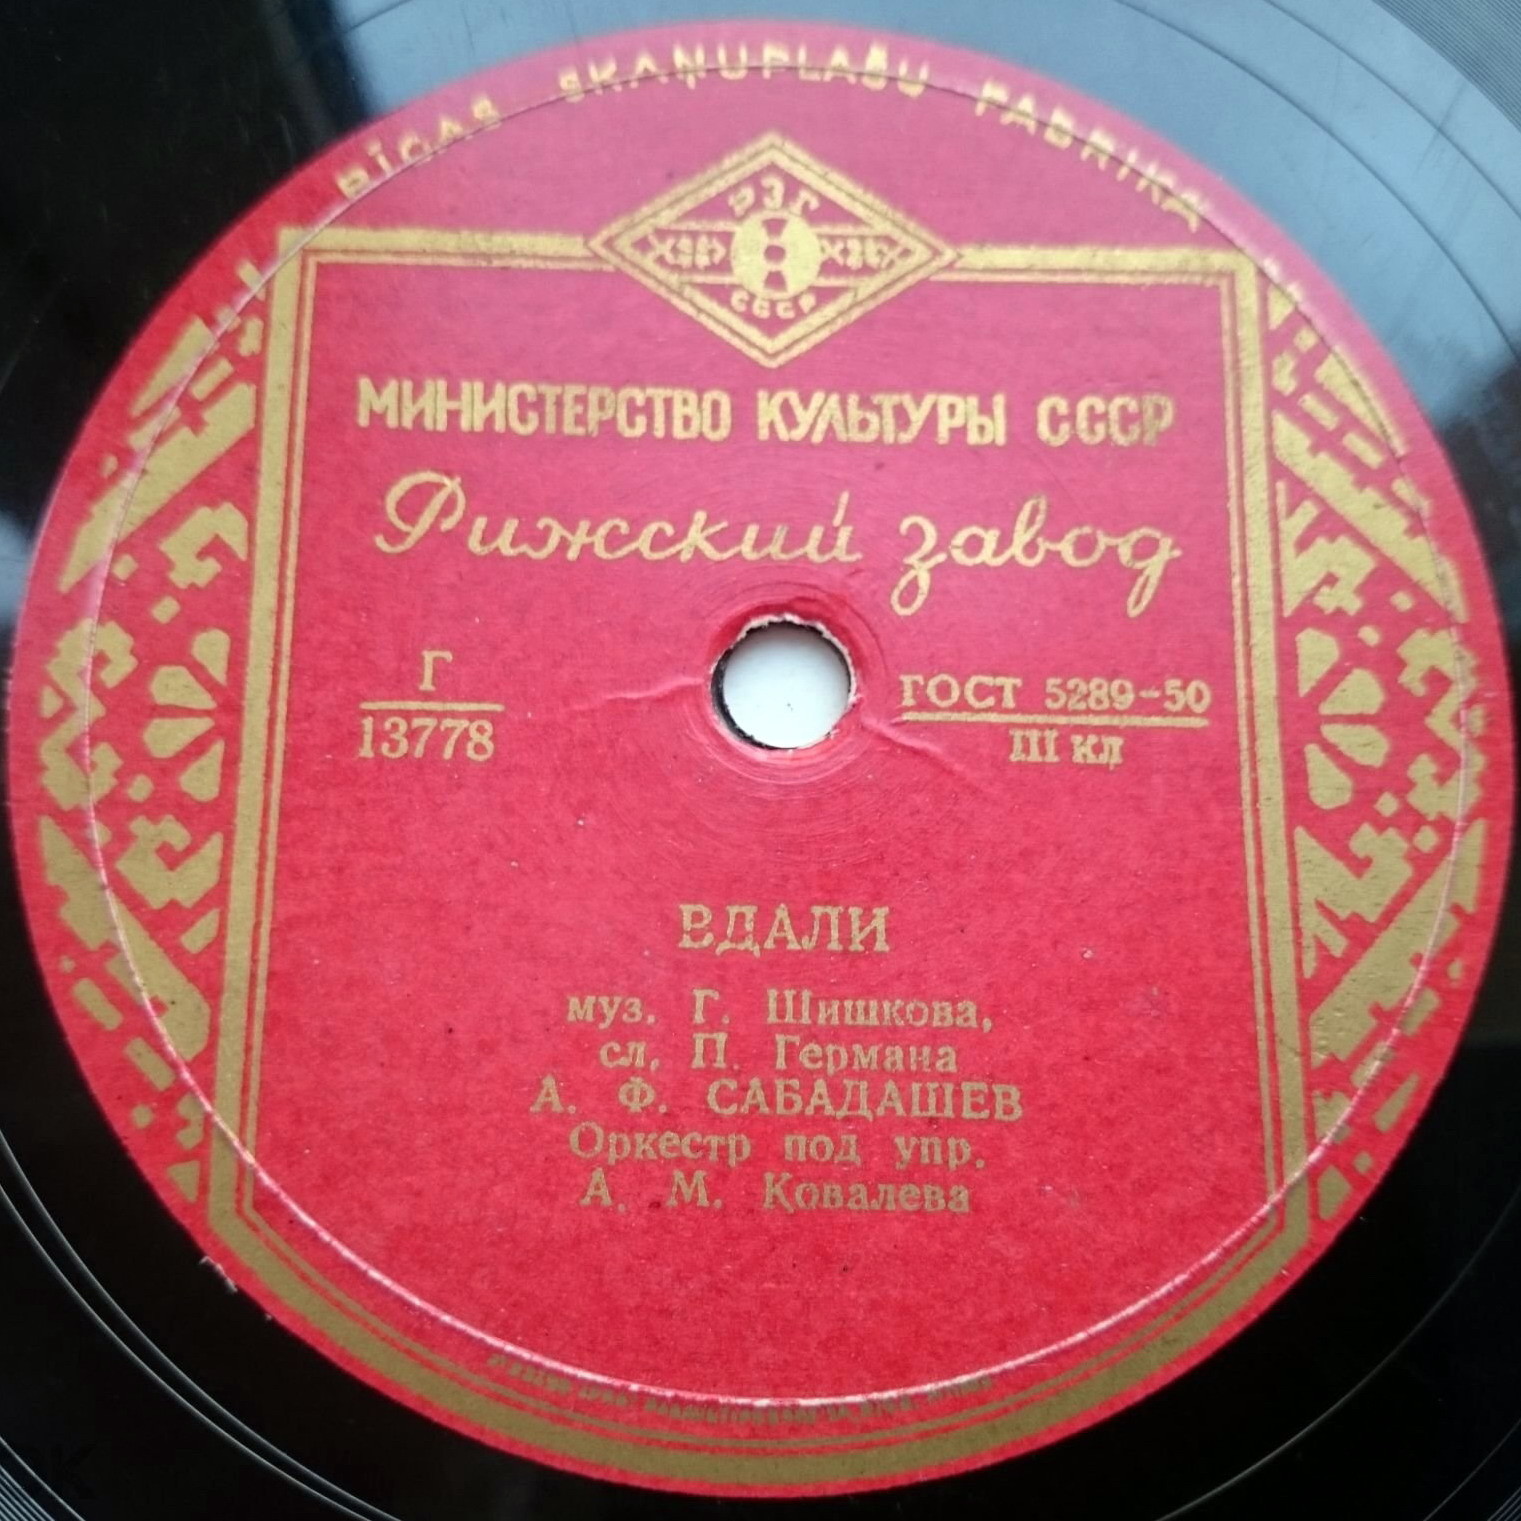 RĪGAS SKAŅUPLAŠU FABRIKA
РЗГ
СССР
МИНИСТЕРСТВО КУЛЬТУРЫ СССР
Рижский завод
Г
13778
ГОСТ 5289-50
III кл
ВДАЛИ
муз. Г. Шишкова,
сл. П. Германа
А. Ф. САБАДАШЕВ
Оркестр под упр.
А. М. Ковалева